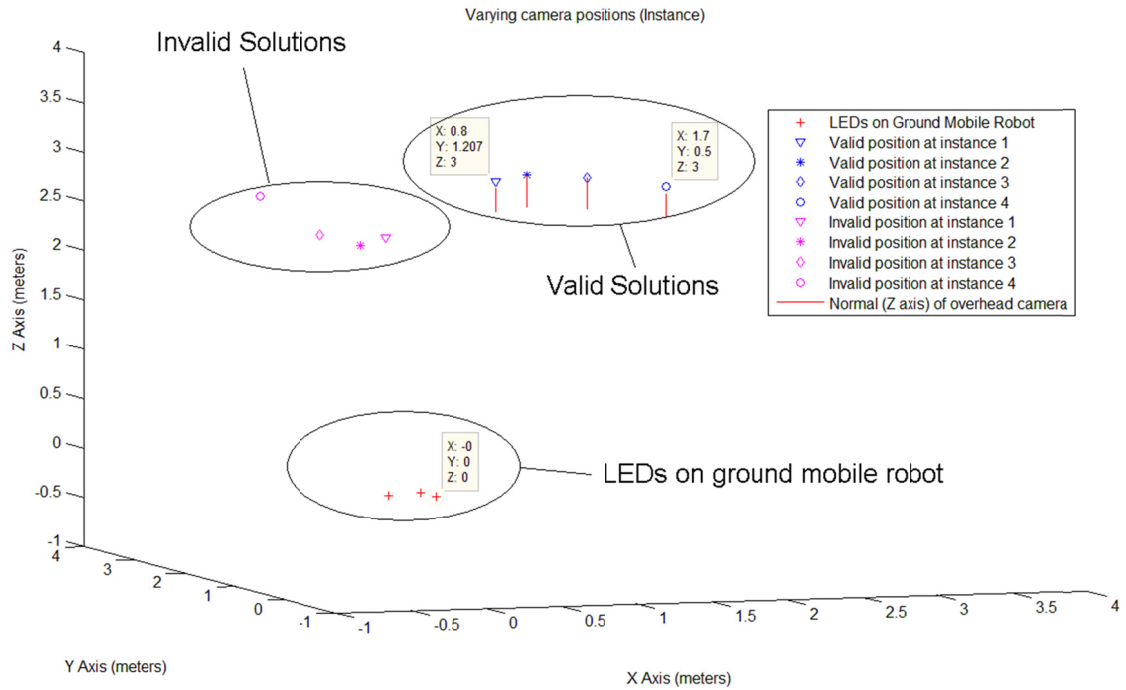 Varying camera positions (Instance)
Invalid Solutions
Valid Solutions
LEDs on ground mobile robot
X: 0.8
Y: 1.207
Z: 3
X: 1.7
Y: 0.5
Z: 3
X: -0
Y: 0
Z: 0
LEDs on Ground Mobile Robot
Valid position at instance 1
Valid position at instance 2
Valid position at instance 3
Valid position at instance 4
Invalid position at instance 1
Invalid position at instance 2
Invalid position at instance 3
Invalid position at instance 4
Normal (Z axis) of overhead camera
Z Axis (meters)
4
3.5
3
2.5
2
1.5
1
0.5
0
-0.5
-1
4
3
2
1
0
-1
Y Axis (meters)
-1
-0.5
0
0.5
1
1.5
2
2.5
3
3.5
4
X Axis (meters)